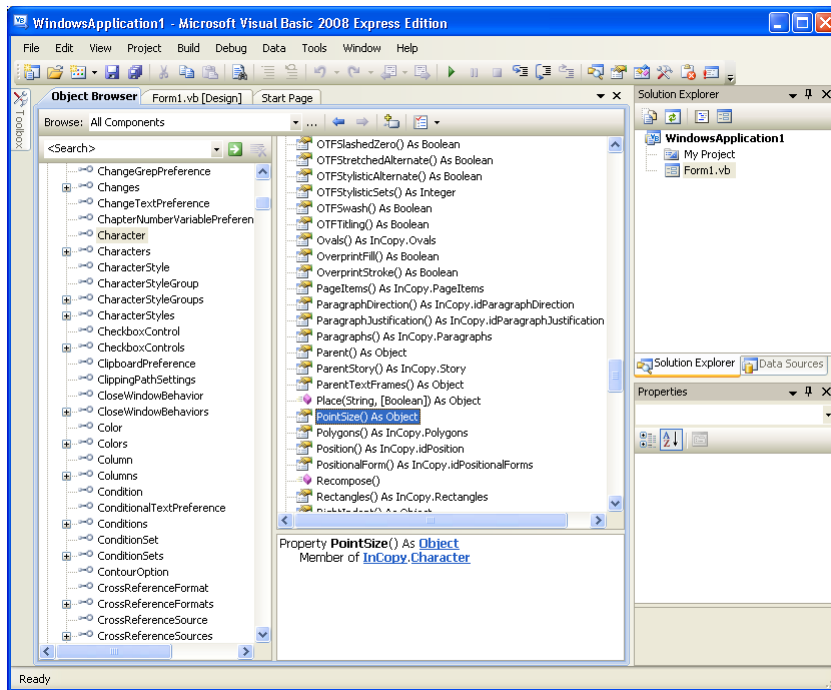 WindowsApplication1 - Microsoft Visual Basic 2008 Express Edition
File Edit View Project Build Debug Data Tools Window Help
Toolbox
Object Browser Form1.vb [Design] Start Page
Browse: All Components
<Search>
ChangeGrepPreference
Changes
ChangeTextPreference
ChapterNumberVariablePreferen
Character
Characters
CharacterStyle
CharacterStyleGroup
CharacterStyleGroups
CharacterStyles
CheckboxControl
CheckboxControls
ClipboardPreference
ClippingPathSettings
CloseWindowBehavior
CloseWindowBehaviors
Color
Colors
Column
Columns
Condition
ConditionalTextPreference
Conditions
ConditionSet
ConditionSets
ContourOption
CrossReferenceFormat
CrossReferenceFormats
CrossReferenceSource
CrossReferenceSources
OTFSlashedZero() As Boolean
OTFStretchedAlternate() As Boolean
OTFStylisticAlternate() As Boolean
OTFStylisticSets() As Integer
OTFSwash() As Boolean
OTFTitling() As Boolean
Ovals() As InCopy.Ovals
OverprintFill() As Boolean
OverprintStroke() As Boolean
PageItems() As InCopy.PageItems
ParagraphDirection() As InCopy.idParagraphDirection
ParagraphJustification() As InCopy.idParagraphJustification
Paragraphs() As InCopy.Paragraphs
Parent() As Object
ParentStory() As InCopy.Story
ParentTextFrames() As Object
Place(String, [Boolean]) As Object
PointSize() As Object
Polygons() As InCopy.Polygons
Position() As InCopy.idPosition
PositionalForm() As InCopy.idPositionalForms
Recompose()
Rectangles() As InCopy.Rectangles
RightIndent() As Object
Property PointSize() As Object
Member of InCopy.Character
Solution Explorer
WindowsApplication1
My Project
Form1.vb
Solution Explorer Data Sources
Properties
Ready